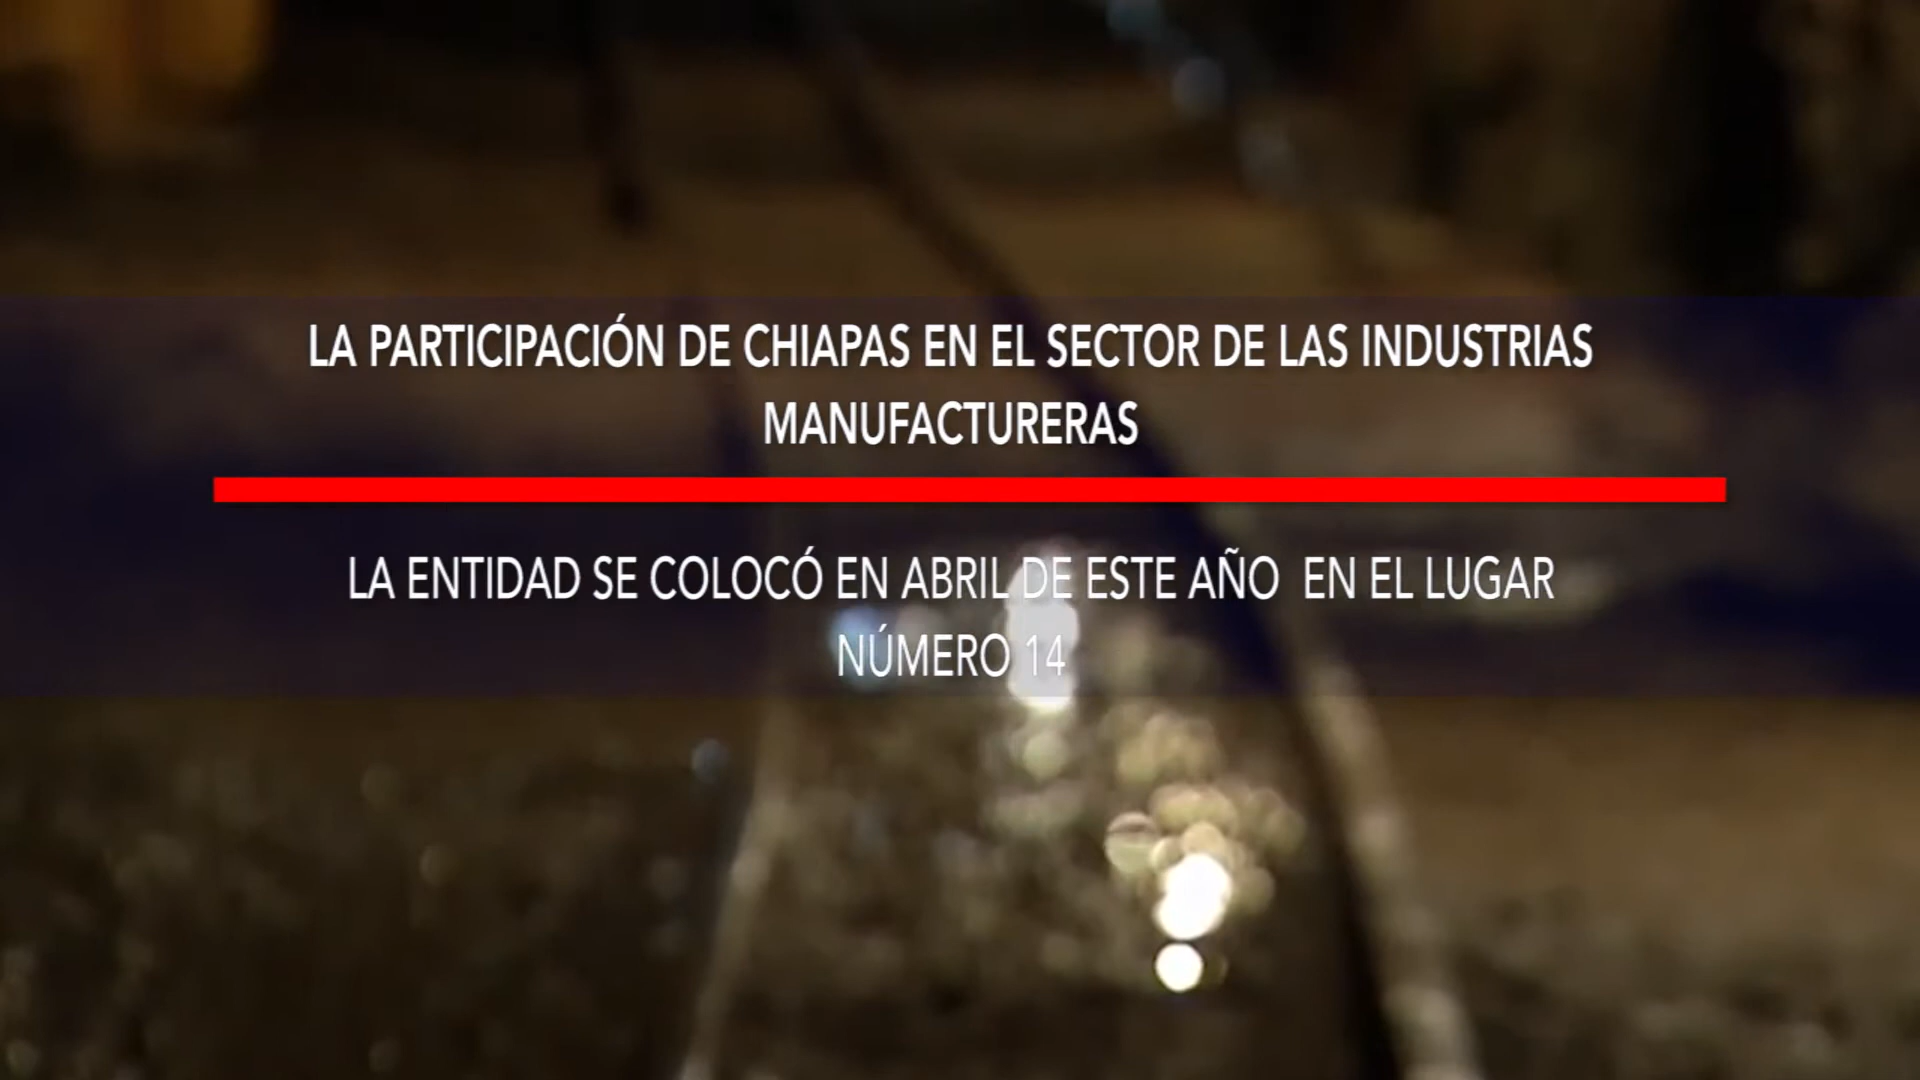 LA PARTICIPACIÓN DE CHIAPAS EN EL SECTOR DE LAS INDUSTRIAS
MANUFACTURERAS
LA ENTIDAD SE COLOCÓ EN ABRIL DE ESTE AÑO EN EL LUGAR
NÚMERO 14